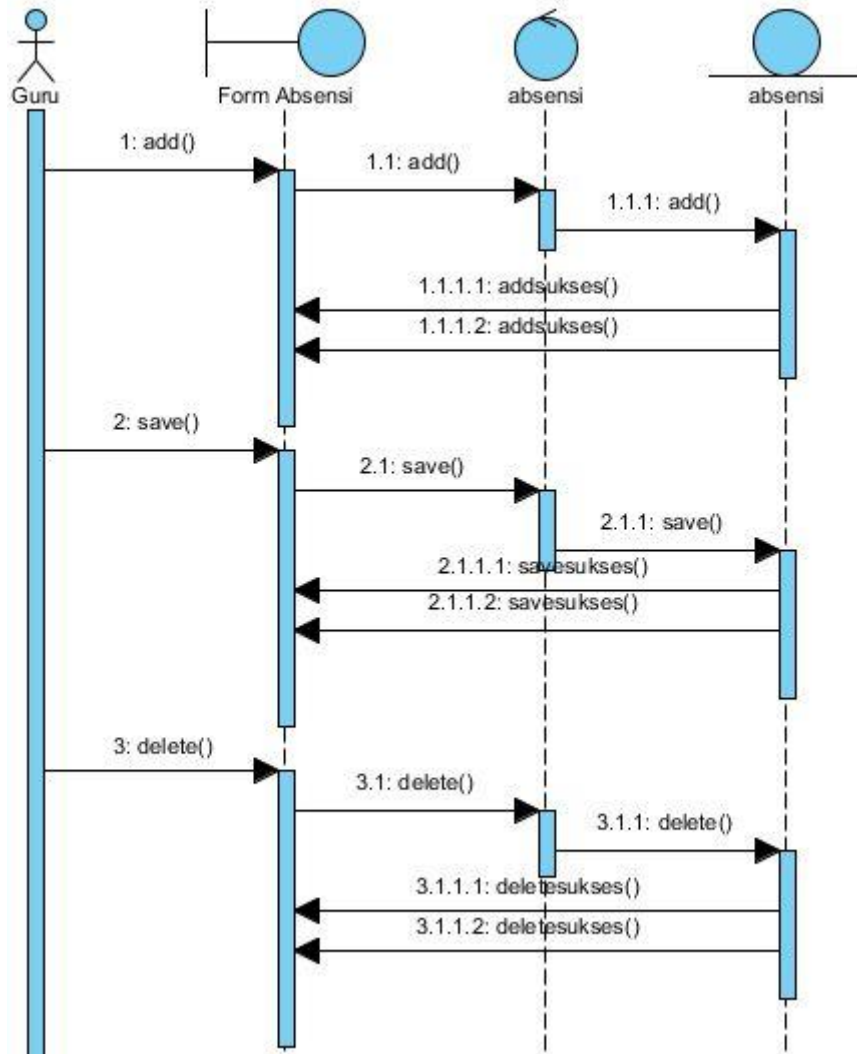 Guru
Form Absensi
absensi
absensi
1: add()
1.1: add()
1.1.1: add()
1.1.1.1: addsukses()
1.1.1.2: addsukses()
2: save()
2.1: save()
2.1.1: save()
2.1.1.1: savesukses()
2.1.1.2: savesukses()
3: delete()
3.1: delete()
3.1.1: delete()
3.1.1.1: deletesukses()
3.1.1.2: deletesukses()